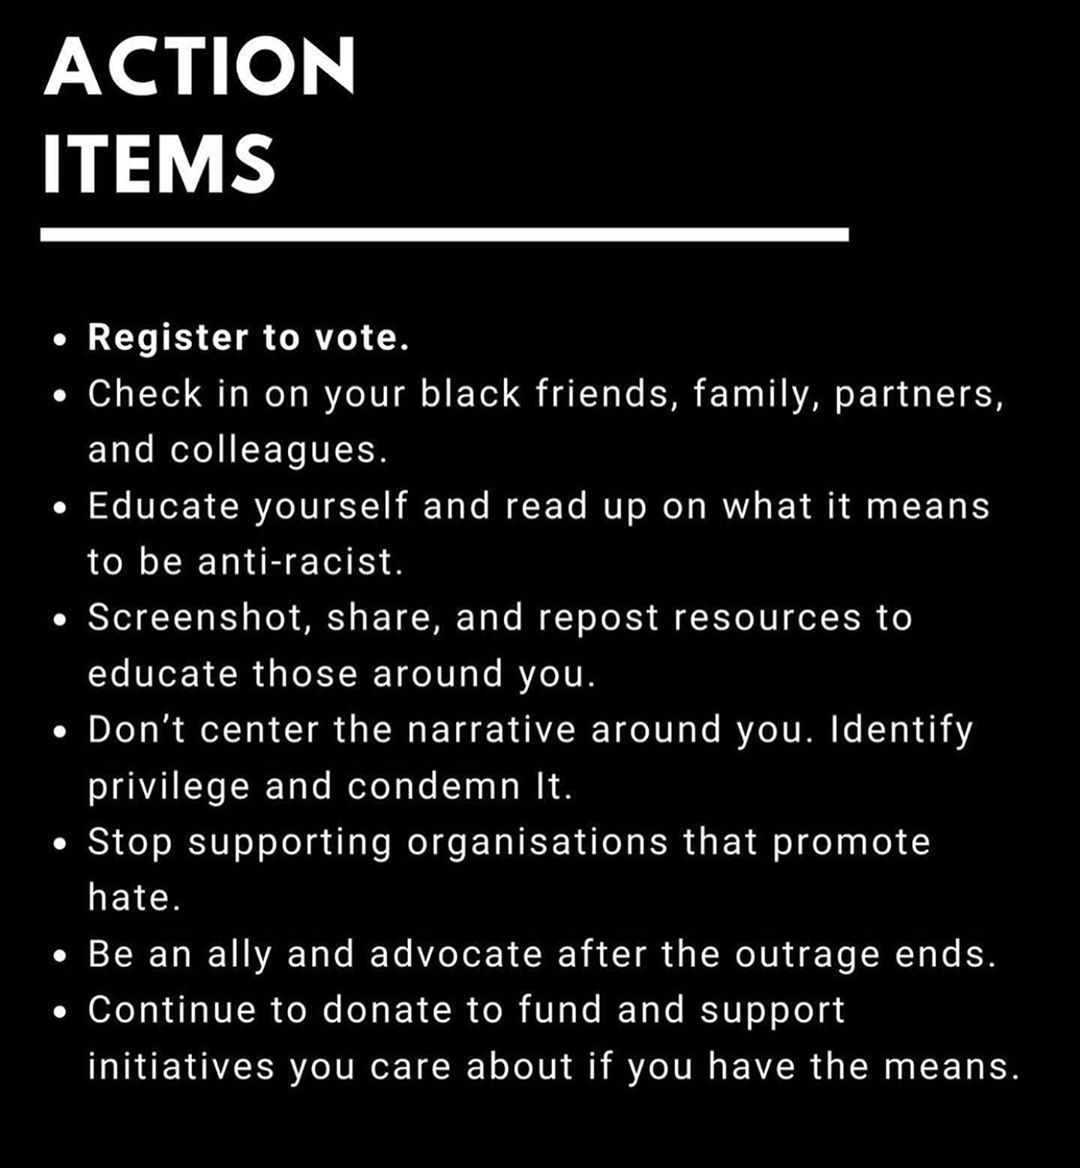 ACTION
ITEMS
• Register to vote.
• Check in on your black friends, family, partners,
and colleagues.
• Educate yourself and read up on what it means
to be anti-racist.
• Screenshot, share, and repost resources to
educate those around you.
• Don't center the narrative around you. Identify
privilege and condemn It.
• Stop supporting organisations that promote
hate.
• Be an ally and advocate after the outrage ends.
• Continue to donate to fund and support
initiatives you care about if you have the means.